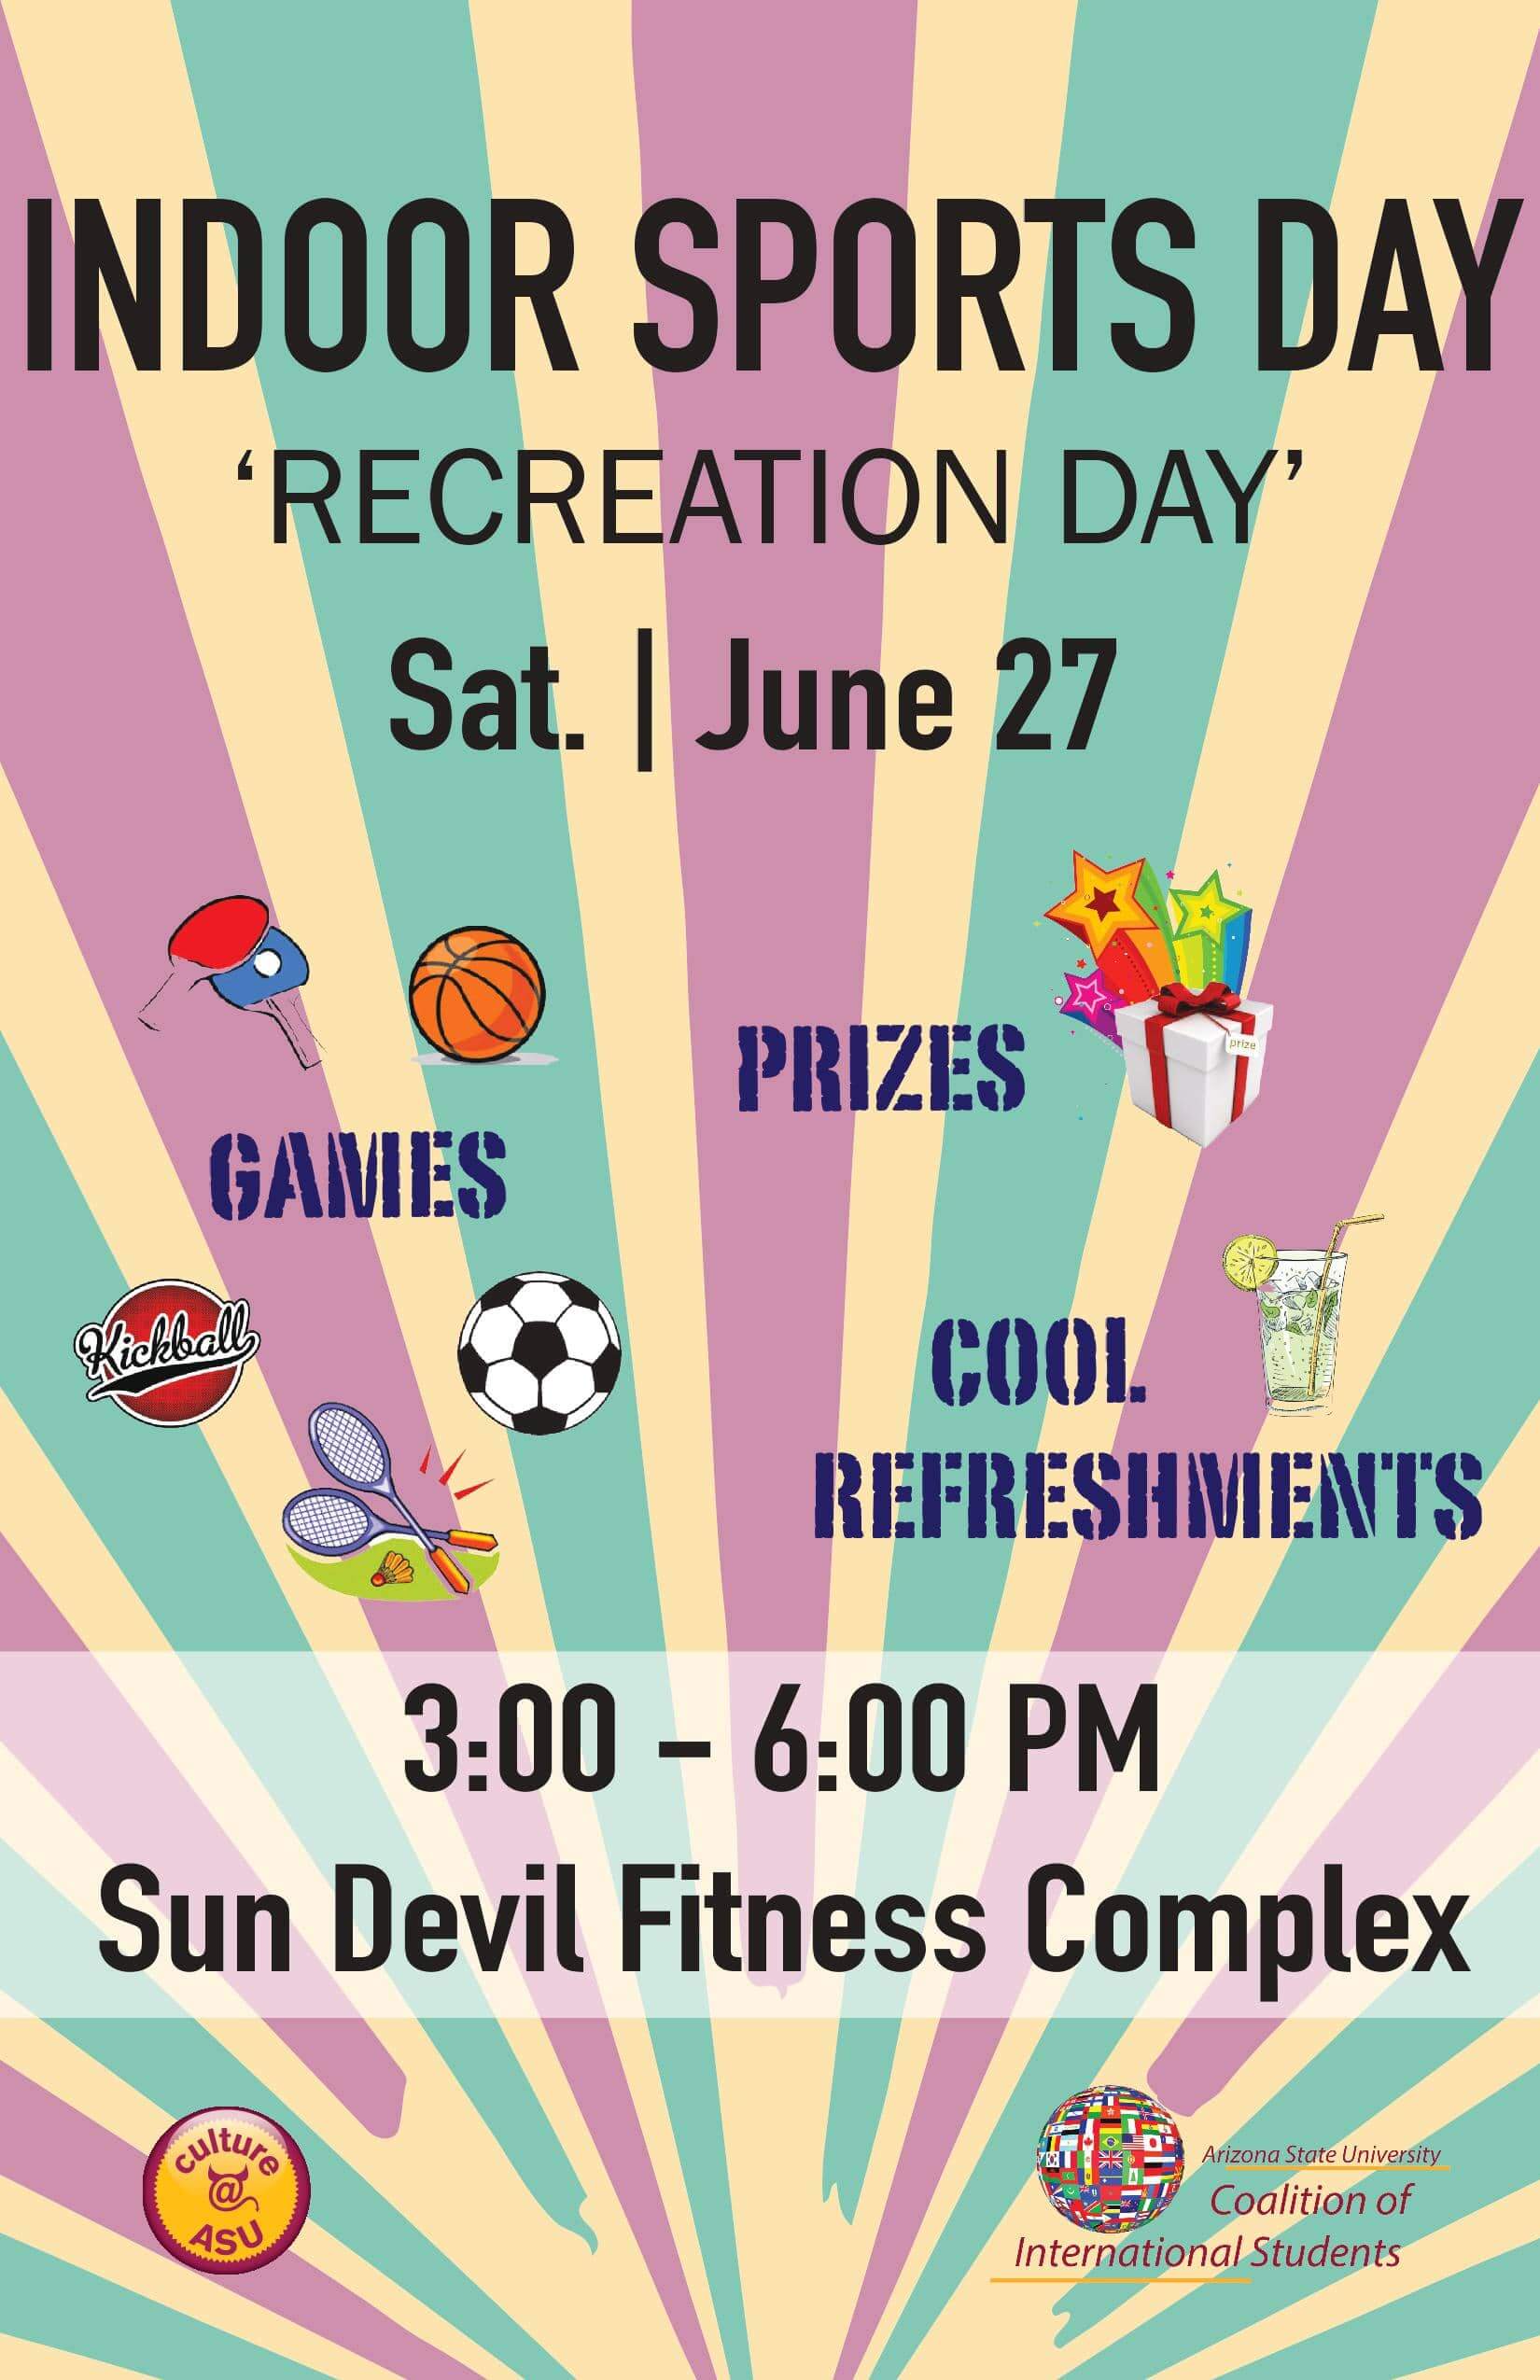 INDOOR SPORTS DAY
‘RECREATION DAY’
Sat. | June 27
PRIZES
prize
GAMES
Kickball
COOL
REFRESHMENTS
3:00 – 6:00 PM
Sun Devil Fitness Complex
culture
@
ASU
Arizona State University
Coalition of
International Students